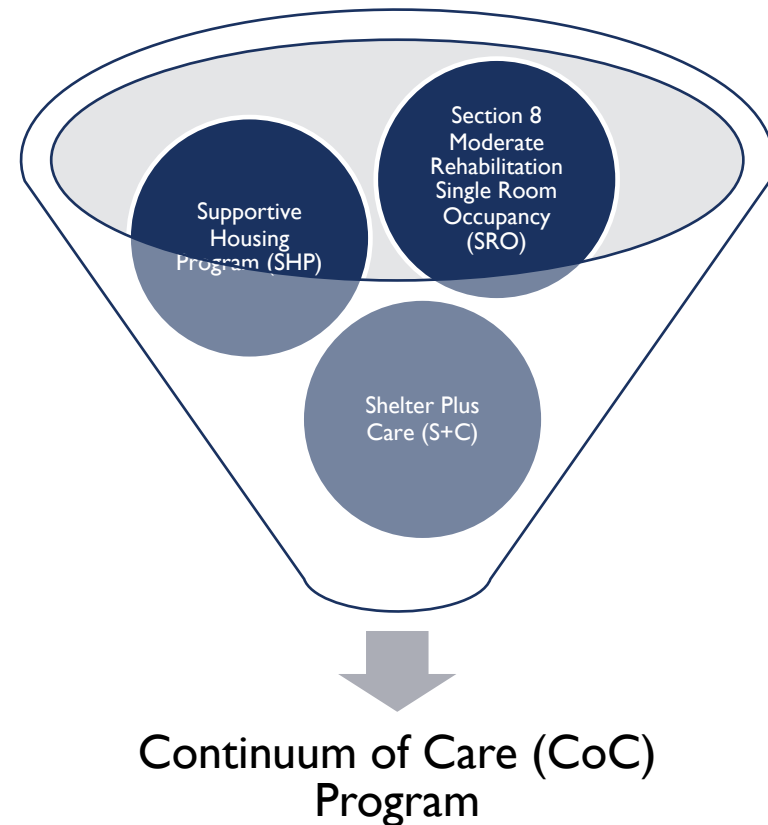 Section 8
Moderate
Rehabilitation
Single Room
Occupancy
(SRO)
Supportive
Housing
Program (SHP)
Shelter Plus
Care (S+C)
Continuum of Care (CoC)
Program